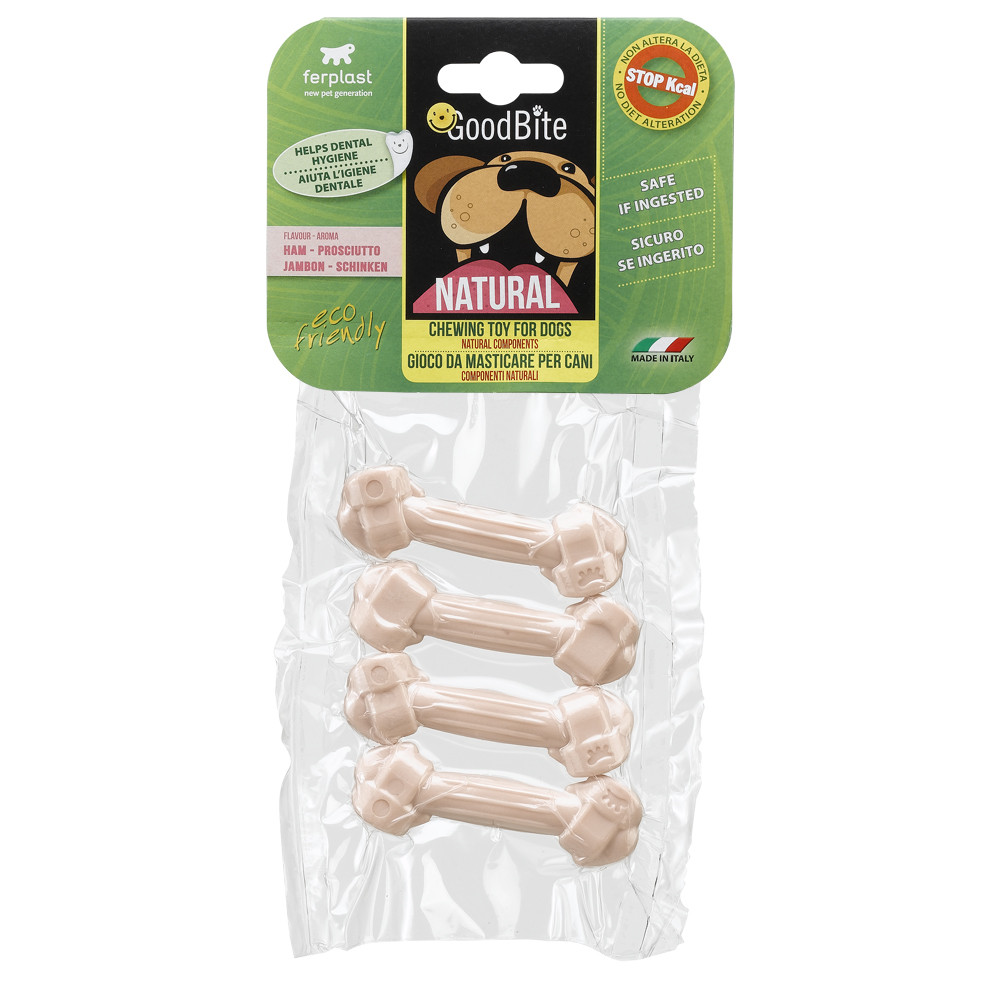 ferplast
new pet generation
HELPS DENTAL
HYGIENE
AIUTA L'IGIENE
DENTALE
FLAVOUR - AROMA
HAM - PROSCIUTTO
JAMBON - SCHINKEN
eco
friendly
GoodBite
NATURAL
CHEWING TOY FOR DOGS
NATURAL COMPONENTS
GIOCO DA MASTICARE PER CANI
COMPONENTI NATURALI
NON ALTERA LA DIETA
STOP Kcal
NO DIET ALTERATION
SAFE
IF INGESTED
SICURO
SE INGERITO
MADE IN ITALY